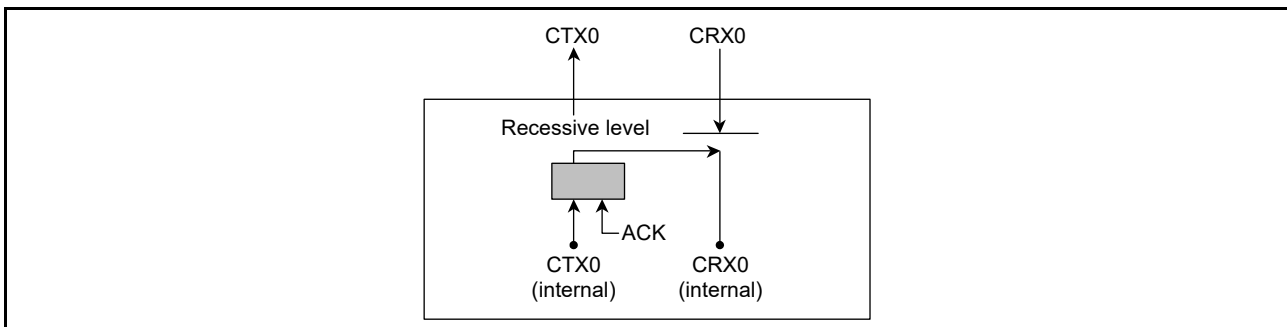 CTX0 CRX0
Recessive level
ACK
CTX0 CRX0
(internal) (internal)